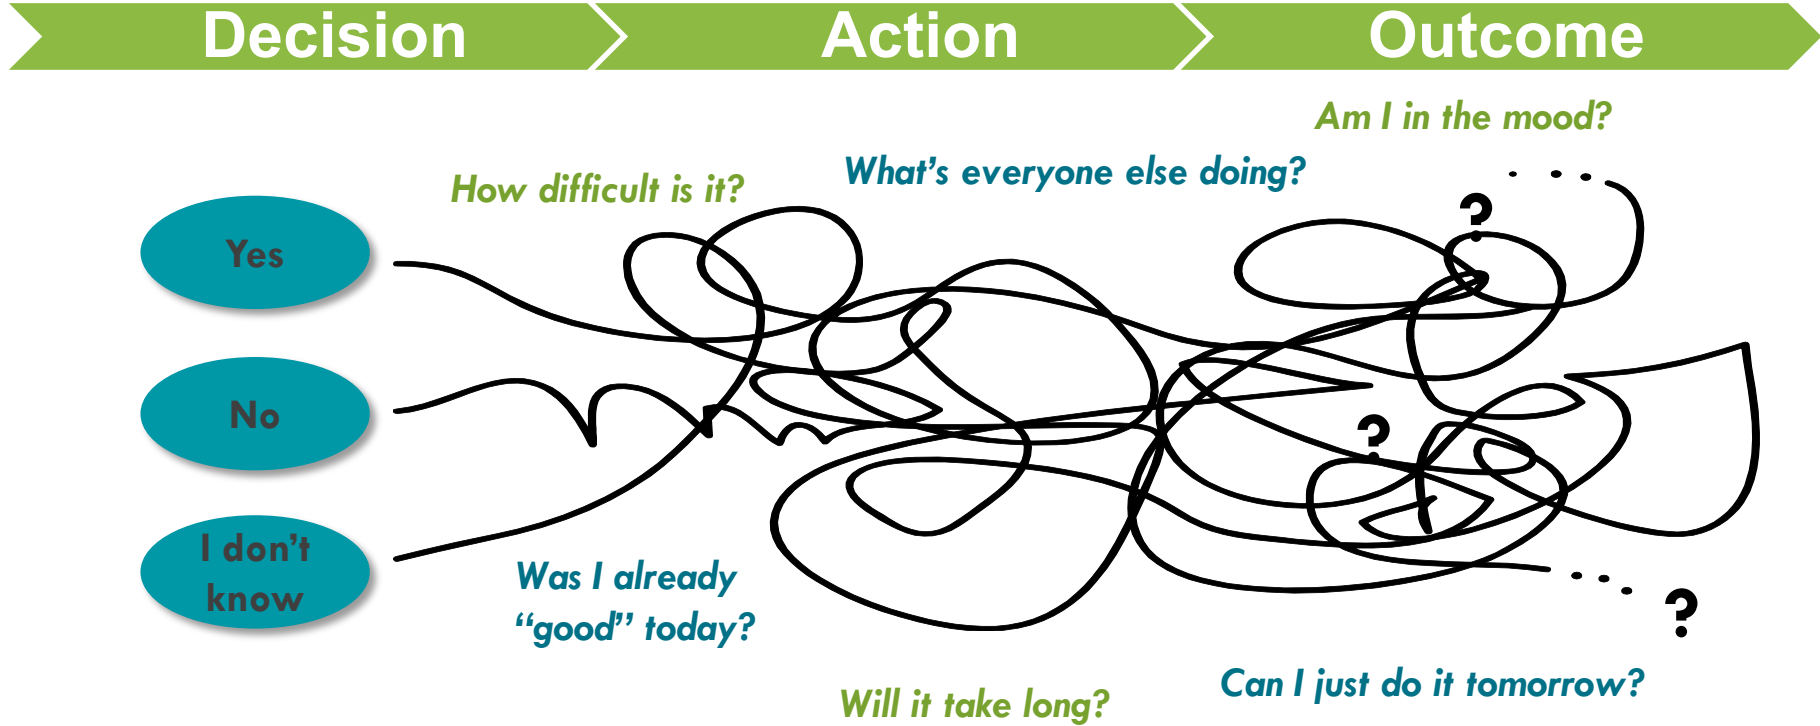 Decision
Action
Outcome
Am I in the mood?
What's everyone else doing?
How difficult is it?
?
Yes
No
?
I don't
know
Was I already
“good” today?
?
Can I just do it tomorrow?
Will it take long?